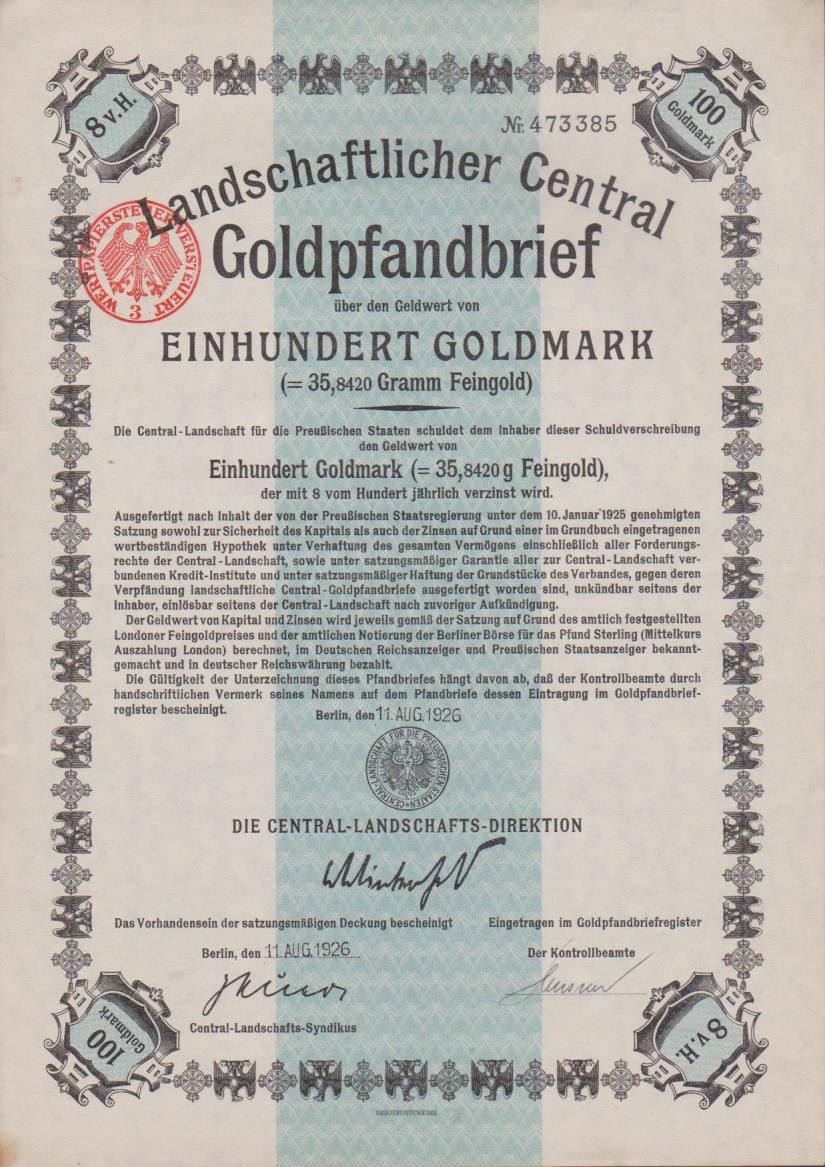 8 v. H.
100 Goldmark
Nr. 473385
Landschaftlicher Central
Goldpfandbrief
WERTPAPIERSTEUER VERSTEUERT
3
über den Geldwert von
EINHUNDERT GOLDMARK
(= 35,8420 Gramm Feingold)
Die Central-Landschaft für die Preußischen Staaten schuldet dem Inhaber dieser Schuldverschreibung
den Geldwert von
Einhundert Goldmark (= 35,8420 g Feingold),
der mit 8 vom Hundert jährlich verzinst wird.
Ausgefertigt nach Inhalt der von der Preußischen Staatsregierung unter dem 10. Januar 1925 genehmigten
Satzung sowohl zur Sicherheit des Kapitals als auch der Zinsen auf Grund einer im Grundbuch eingetragenen
wertbeständigen Hypothek unter Verhaftung des gesamten Vermögens einschließlich aller Forderungs-
rechte der Central-Landschaft, sowie unter satzungsmäßiger Garantie aller zur Central-Landschaft ver-
bundenen Kredit-Institute und unter satzungsmäßiger Haftung der Grundstücke des Verbandes, gegen deren
Verpfändung landschaftliche Central-Goldpfandbriefe ausgefertigt worden sind, unkündbar seitens der
Inhaber, einlösbar seitens der Central-Landschaft nach zuvoriger Aufkündigung.
Der Geldwert von Kapital und Zinsen wird jeweils gemäß der Satzung auf Grund des amtlich festgestellten
Londoner Feingoldpreises und der amtlichen Notierung der Berliner Börse für das Pfund Sterling (Mittelkurs
Auszahlung London) berechnet, im Deutschen Reichsanzeiger und Preußischen Staatsanzeiger bekannt-
gemacht und in deutscher Reichswährung bezahlt.
Die Gültigkeit der Unterzeichnung dieses Pfandbriefes hängt davon ab, daß der Kontrollbeamte durch
handschriftlichen Vermerk seines Namens auf dem Pfandbriefe dessen Eintragung im Goldpfandbrief-
register bescheinigt.
Berlin, den 11. AUG. 1926
CENTRAL-LANDSCHAFT FÜR DIE PREUSSISCHEN STAATEN
DIE CENTRAL-LANDSCHAFTS-DIREKTION
Das Vorhandensein der satzungsmäßigen Deckung bescheinigt
Eingetragen im Goldpfandbriefregister
Berlin, den 11. AUG. 1926
Der Kontrollbeamte
Central-Landschafts-Syndikus
100 Goldmark
8 v. H.
REICHSDRUCKEREI